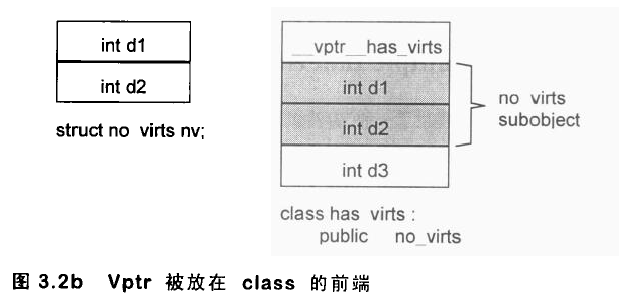 int d1
int d2
struct no virts nv;
__vptr__has_virts
int d1
int d2
int d3
no virts
subobject
class has virts :
public no_virts
图 3.2b Vptr 被放在 class 的前端